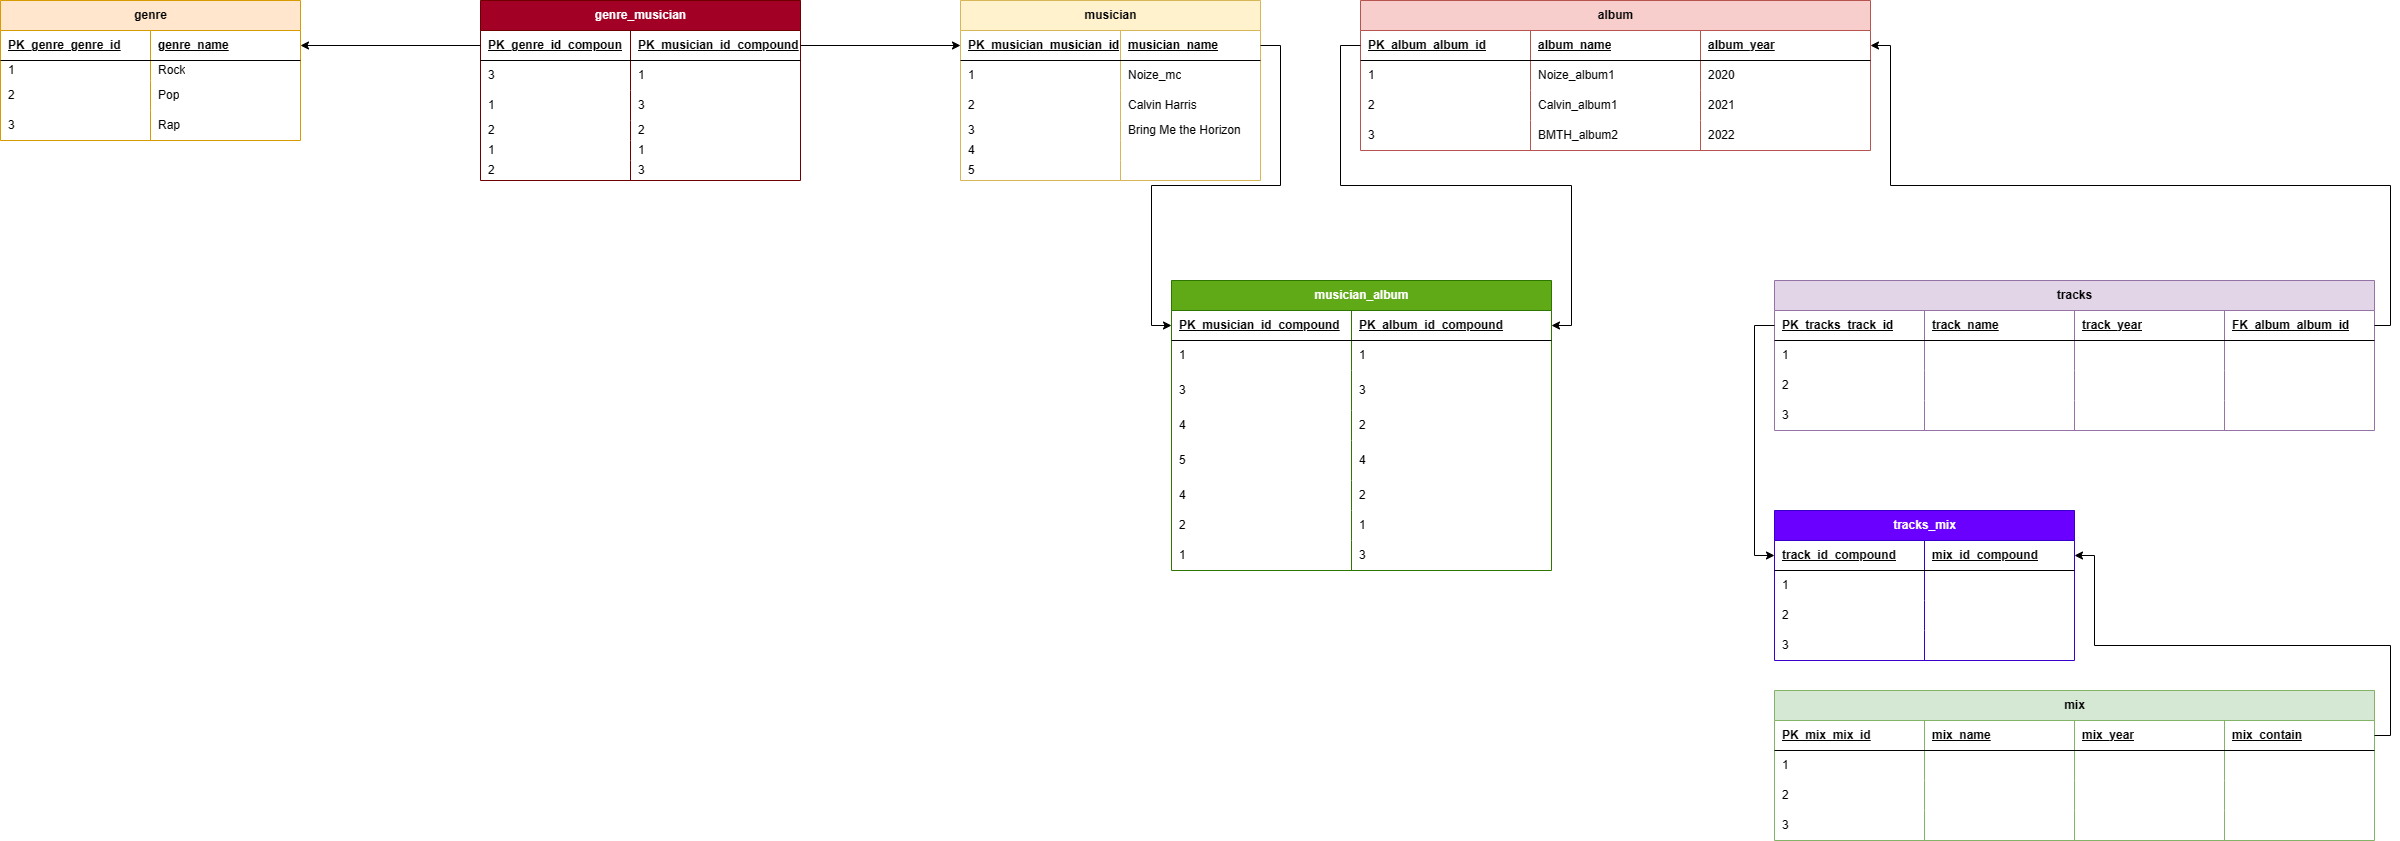 genre
PK_genre_genre_id genre_name
1 Rock
2 Pop
3 Rap
genre_musician
PK_genre_id_compoun PK_musician_id_compound
3 1
1 3
2 2
1 1
2 3
musician
PK_musician_musician_id musician_name
1 Noize_mc
2 Calvin Harris
3 Bring Me the Horizon
4
5
album
PK_album_album_id album_name album_year
1 Noize_album1 2020
2 Calvin_album1 2021
3 BMTH_album2 2022
musician_album
PK_musician_id_compound PK_album_id_compound
1 1
3 3
4 2
5 4
4 2
2 1
1 3
tracks
PK_tracks_track_id track_name track_year FK_album_album_id
1
2
3
tracks_mix
track_id_compound mix_id_compound
1
2
3
mix
PK_mix_mix_id mix_name mix_year mix_contain
1
2
3